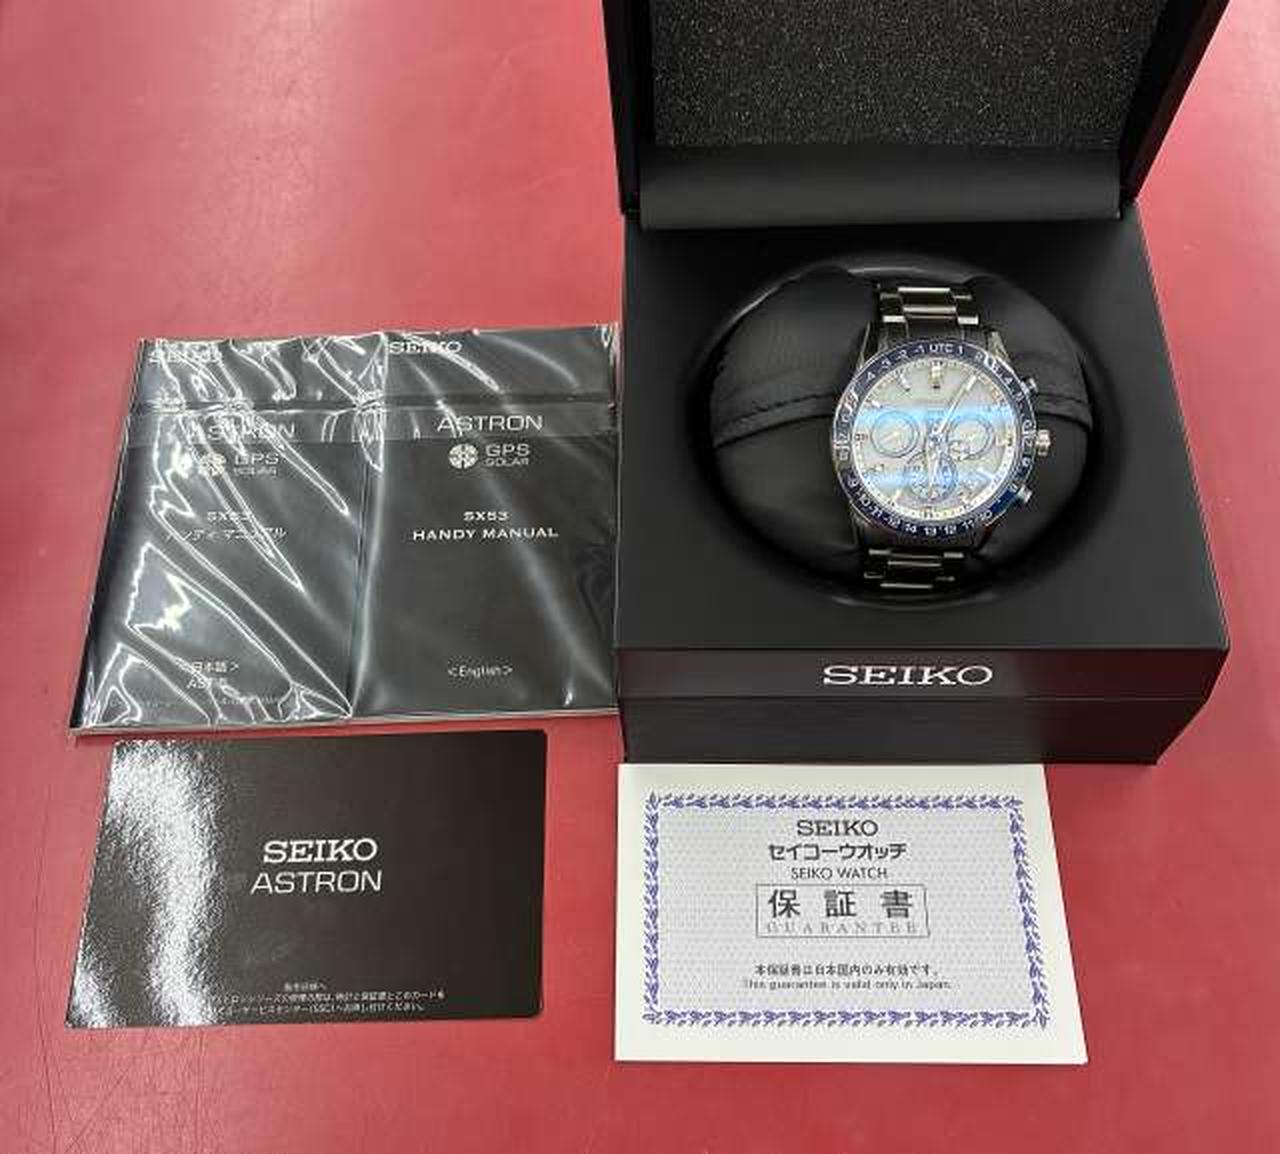 SEIKO
ASTRON
GPS
SOLAR
SX53
ハンディマニュアル
<日本語>
SEIKO
ASTRON
GPS
SOLAR
SX53
HANDY MANUAL
<English>
UTC
SEIKO
SEIKO
ASTRON
SEIKO
セイコーウオッチ
SEIKO WATCH
保証書
GUARANTEE
本保証書は日本国内のみ有効です。
This guarantee is valid only in Japan.